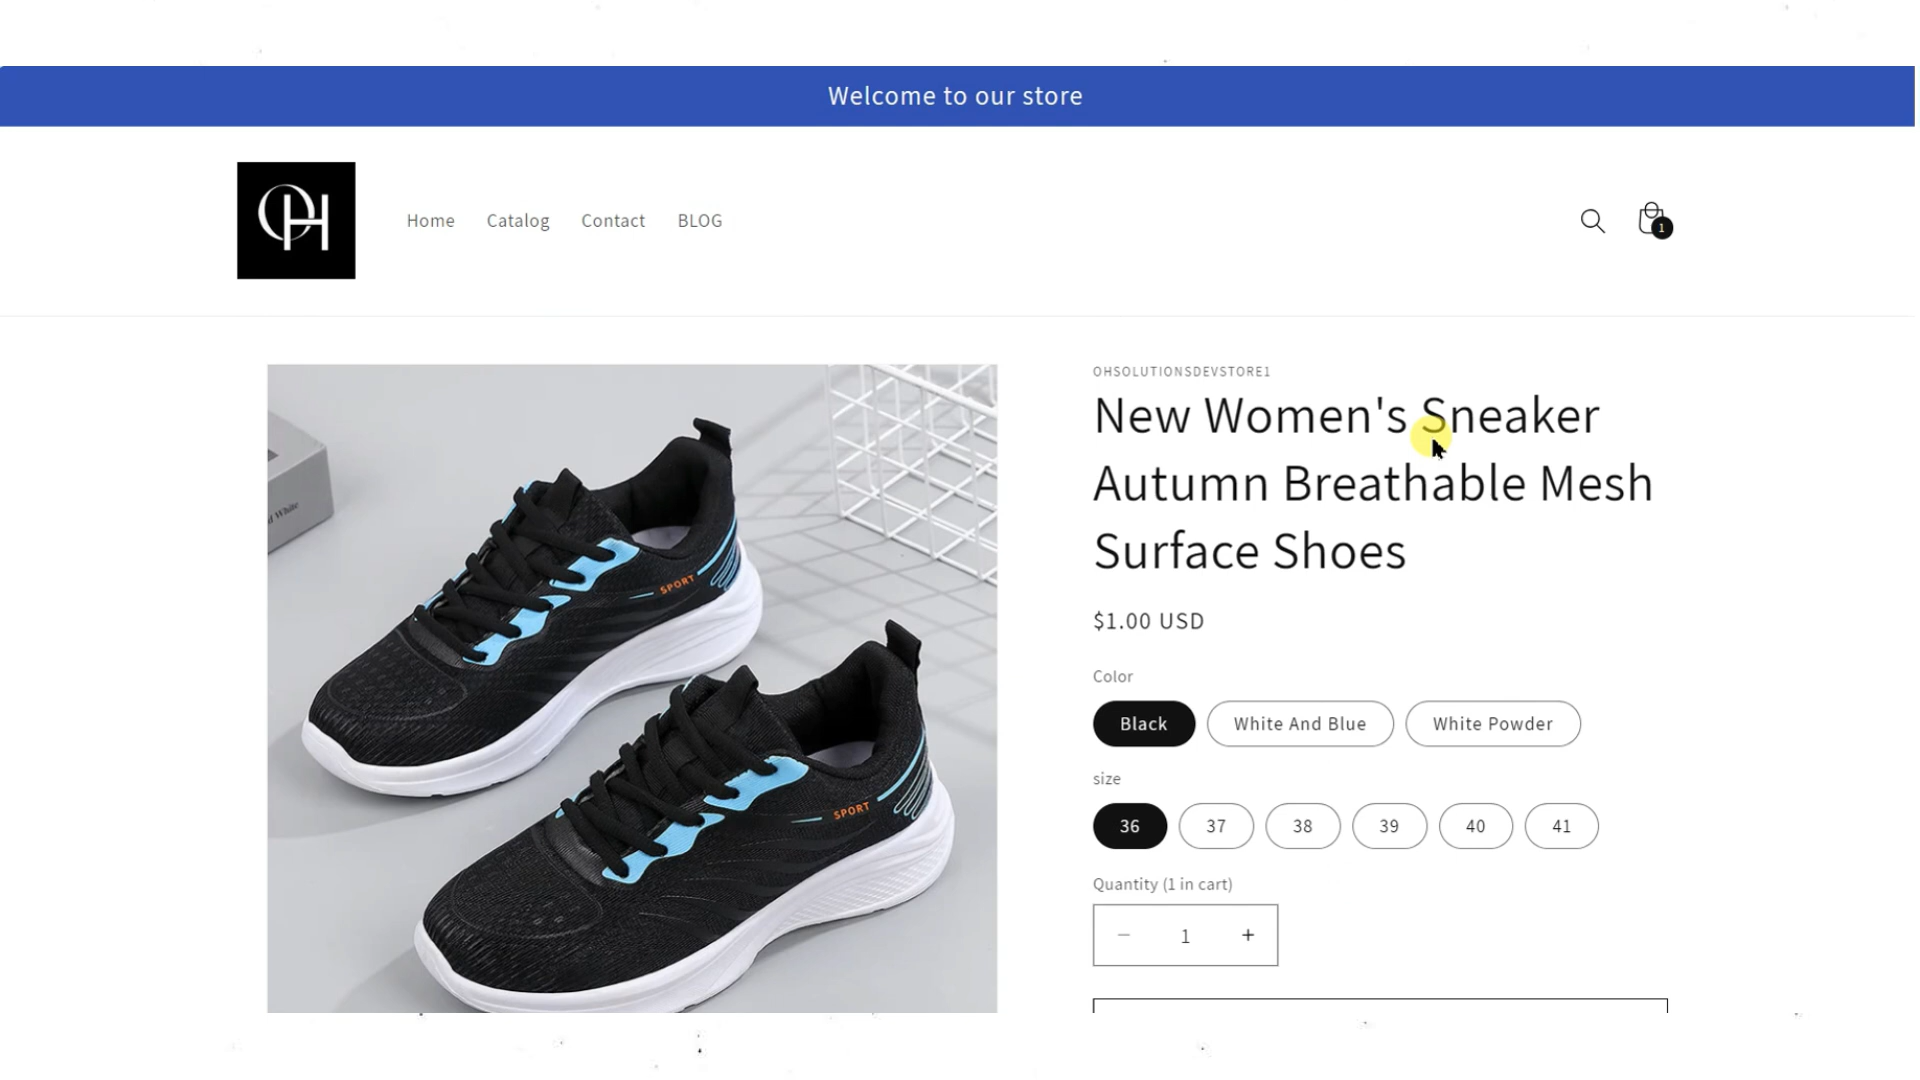 Welcome to our store
OH
Home Catalog Contact BLOG
1
OHSOLUTIONSDEVSTORE1
New Women's Sneaker
Autumn Breathable Mesh
Surface Shoes
$1.00 USD
Color
Black White And Blue White Powder
size
36 37 38 39 40 41
Quantity (1 in cart)
− 1 +
White
SPORT
SPORT